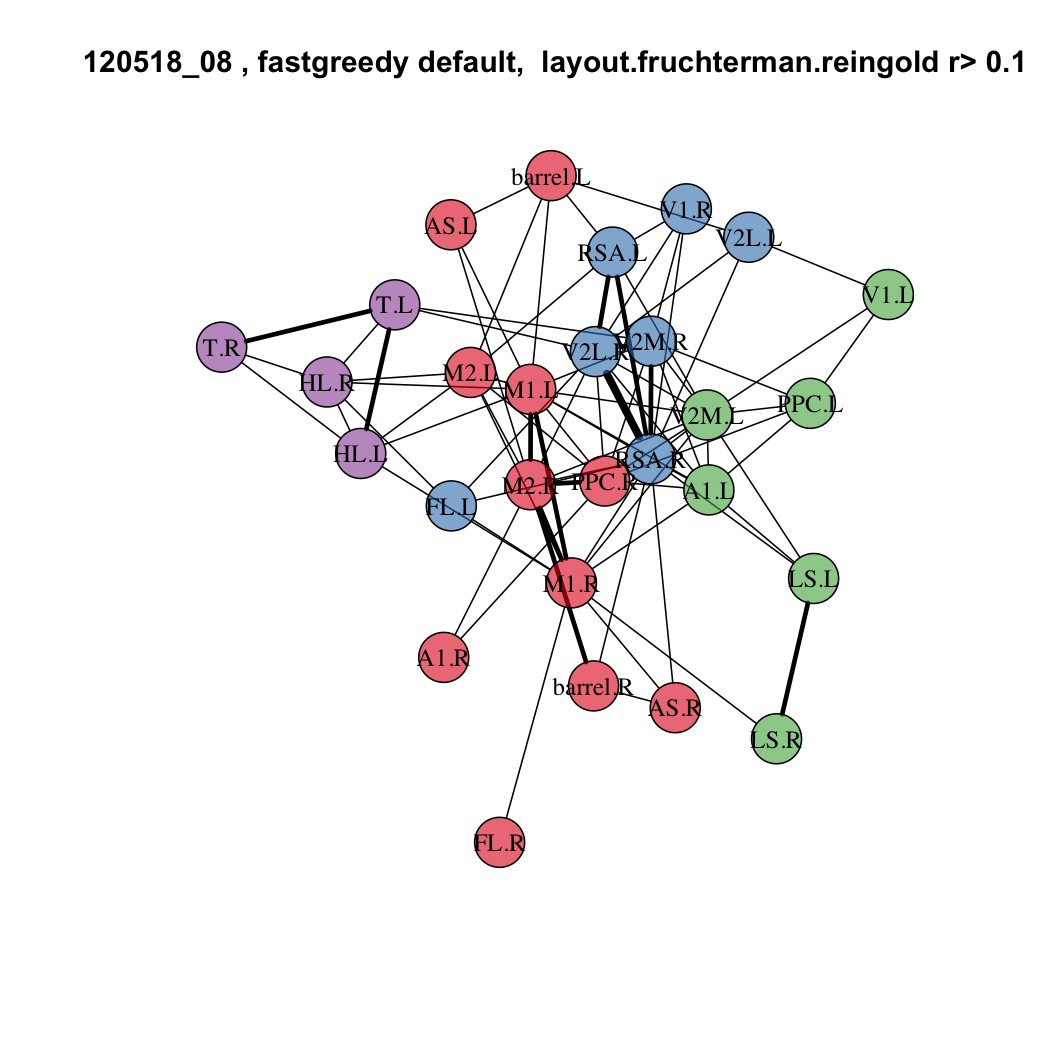 120518_08 , fastgreedy default,  layout.fruchterman.reingold r> 0.1
barrel.L
V1.R
AS.L
V2L.L
RSA.L
V1.L
T.L
T.R
V2L.R
V2M.R
M2.L
HL.R
M1.L
PPC.L
V2M.L
HL.L
RSA.R
M2.R
PPC.R
A1.L
FL.L
LS.L
M1.R
A1.R
barrel.R
AS.R
LS.R
FL.R